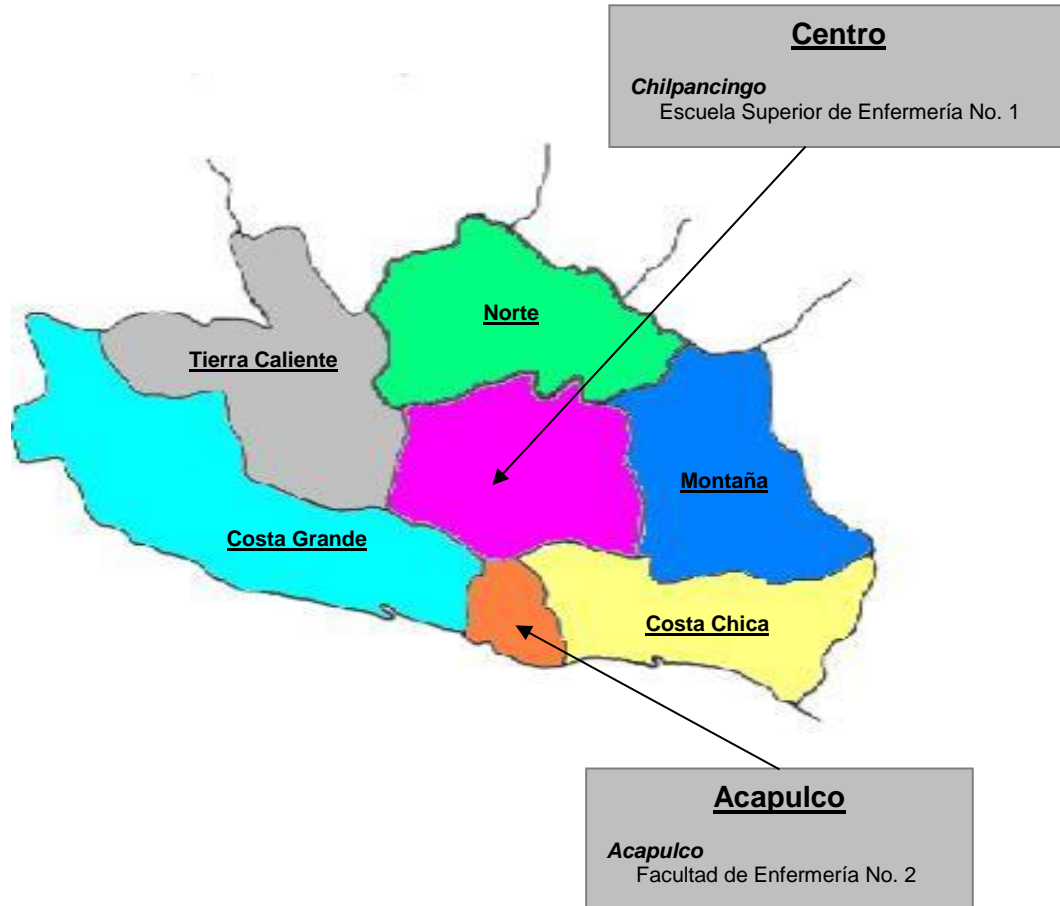 Centro
Chilpancingo
Escuela Superior de Enfermería No. 1
Norte
Tierra Caliente
Montaña
Costa Grande
Costa Chica
Acapulco
Acapulco
Facultad de Enfermería No. 2